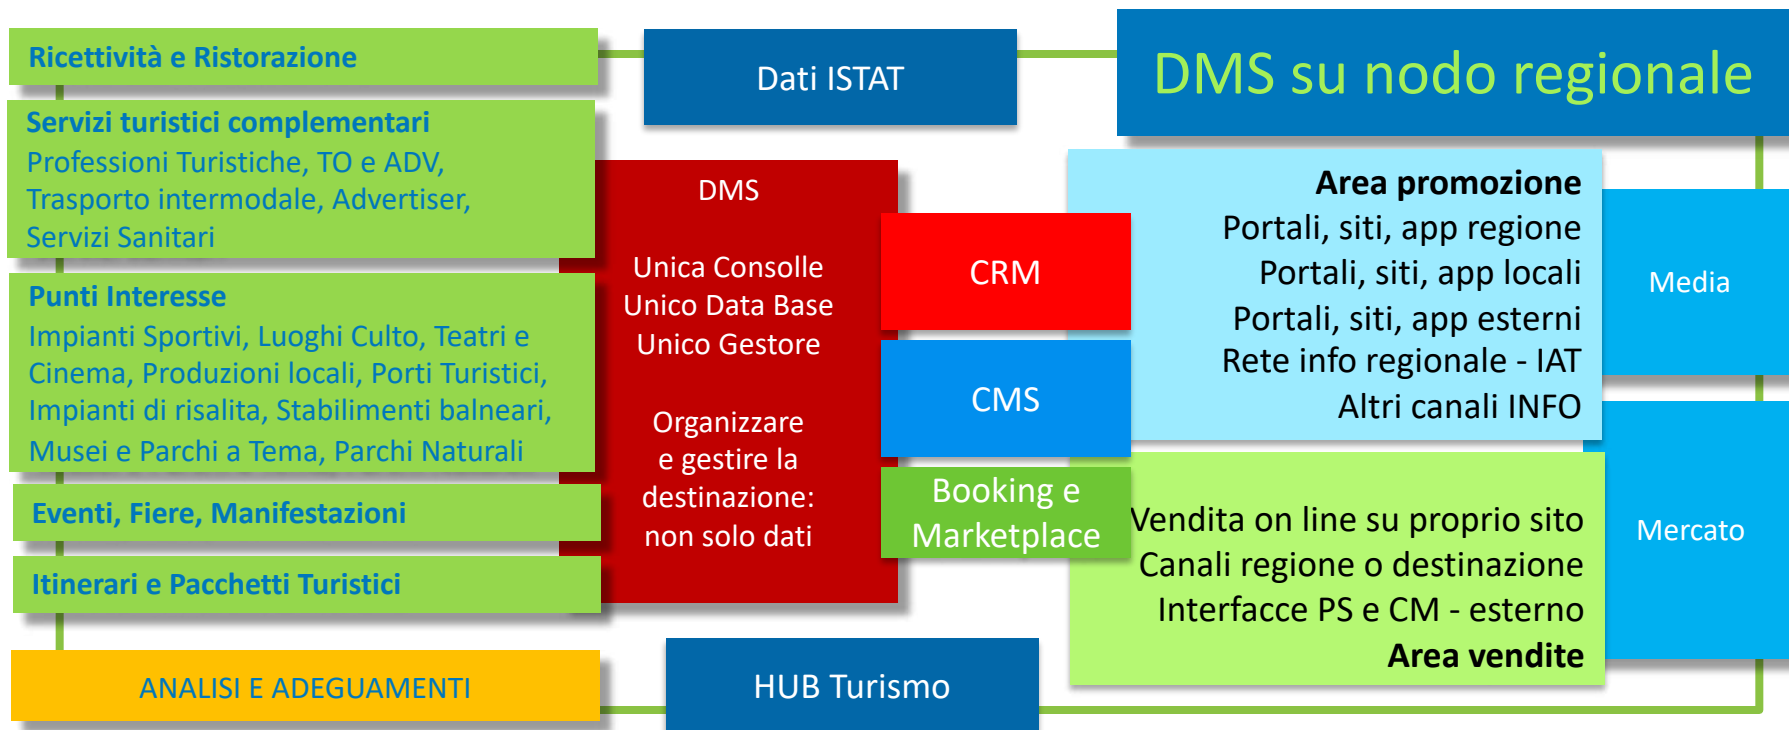 Ricettività e Ristorazione
Servizi turistici complementari
Professioni Turistiche, TO e ADV,
Trasporto intermodale, Advertiser,
Servizi Sanitari
Punti Interesse
Impianti Sportivi, Luoghi Culto, Teatri e
Cinema, Produzioni locali, Porti Turistici,
Impianti di risalita, Stabilimenti balneari,
Musei e Parchi a Tema, Parchi Naturali
Eventi, Fiere, Manifestazioni
Itinerari e Pacchetti Turistici
ANALISI E ADEGUAMENTI
Dati ISTAT
DMS
Unica Consolle
Unico Data Base
Unico Gestore
Organizzare
e gestire la
destinazione:
non solo dati
CRM
CMS
Booking e
Marketplace
HUB Turismo
DMS su nodo regionale
Area promozione
Portali, siti, app regione
Portali, siti, app locali
Portali, siti, app esterni
Rete info regionale - IAT
Altri canali INFO
Media
Vendita on line su proprio sito
Canali regione o destinazione
Interfacce PS e CM - esterno
Area vendite
Mercato